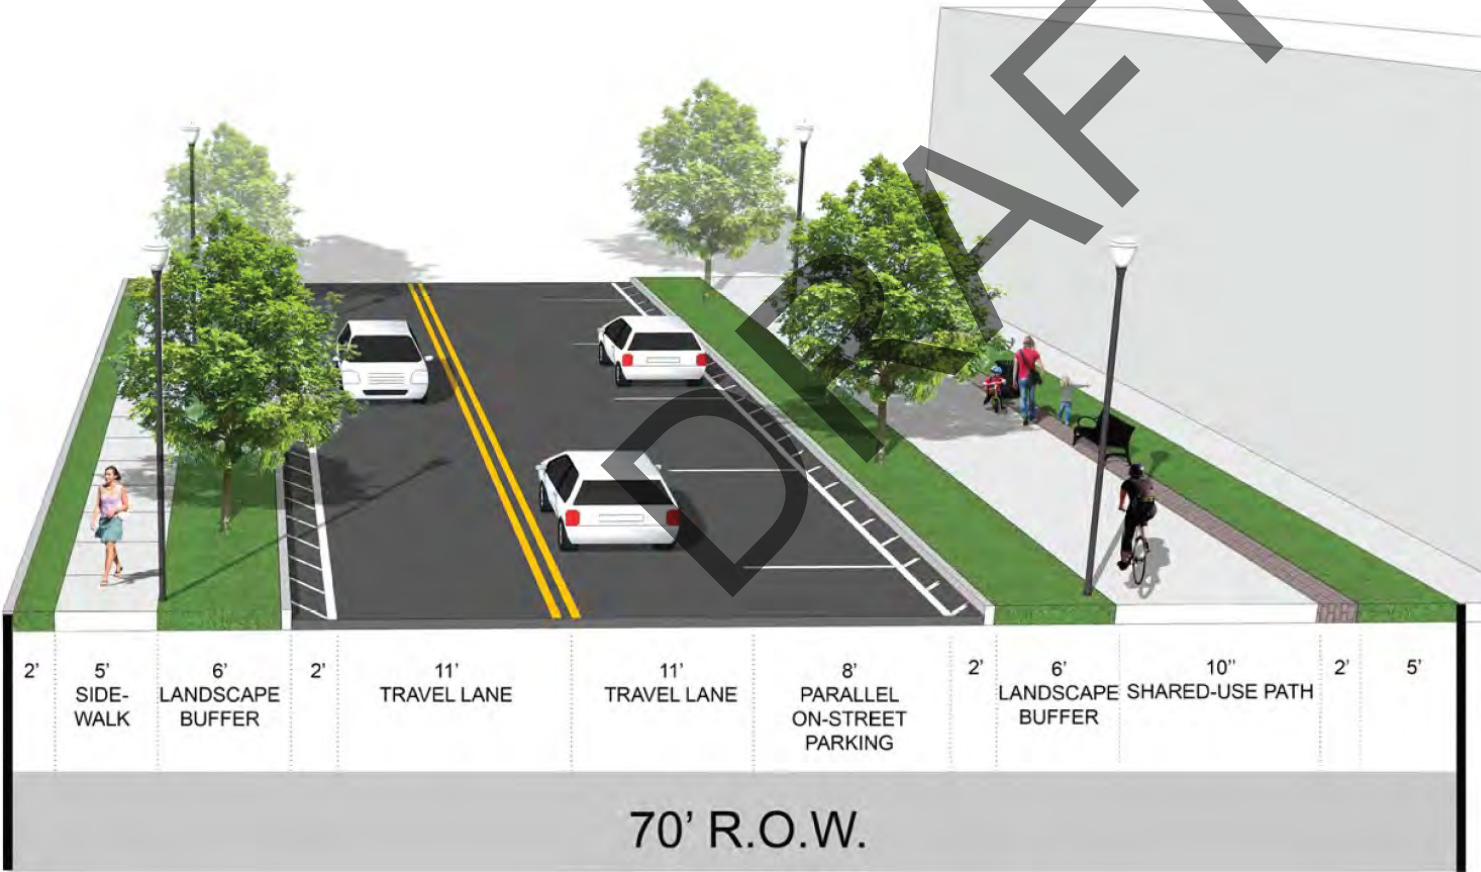 DRAFT
2’
5’
SIDE-
WALK
6’
LANDSCAPE
BUFFER
2’
11’
TRAVEL LANE
11’
TRAVEL LANE
8’
PARALLEL
ON-STREET
PARKING
2’
6’
LANDSCAPE
BUFFER
10’’
SHARED-USE PATH
2’
5’
70’ R.O.W.